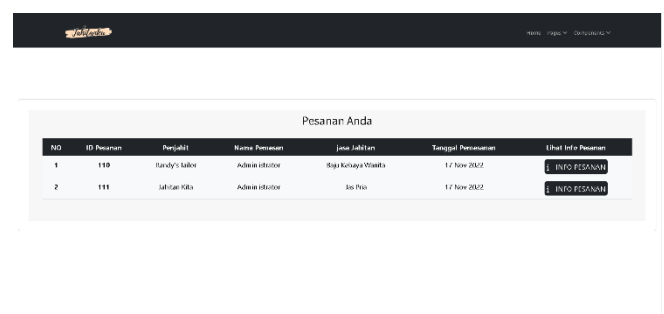 Jahitanku
Home Pages Components
Pesanan Anda
NO ID Pesanan Penjahit Nama Pemesan jasa Jahitan Tanggal Pemesanan Lihat Info Pesanan
1 110 Randy's Tailor Administrator Baju Kebaya Wanita 17 Nov 2022 i INFO PESANAN
2 111 Jahitan Kita Administrator Jas Pria 17 Nov 2022 i INFO PESANAN